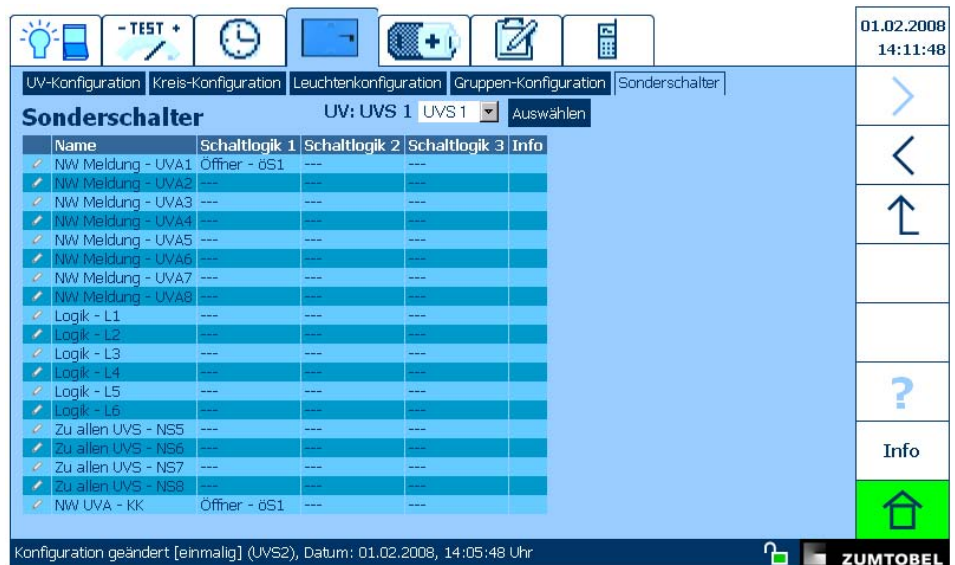 - TEST +
01.02.2008
14:11:48
UV-Konfiguration Kreis-Konfiguration Leuchtenkonfiguration Gruppen-Konfiguration Sonderschalter
Sonderschalter UV: UVS 1 UVS 1 Auswählen
Name Schaltlogik 1 Schaltlogik 2 Schaltlogik 3 Info
NW Meldung - UVA1 Öffner - öS1 --- ---
NW Meldung - UVA2 --- --- ---
NW Meldung - UVA3 --- --- ---
NW Meldung - UVA4 --- --- ---
NW Meldung - UVA5 --- --- ---
NW Meldung - UVA6 --- --- ---
NW Meldung - UVA7 --- --- ---
NW Meldung - UVA8 --- --- ---
Logik - L1 --- --- ---
Logik - L2 --- --- ---
Logik - L3 --- --- ---
Logik - L4 --- --- ---
Logik - L5 --- --- ---
Logik - L6 --- --- ---
Zu allen UVS - NS5 --- --- ---
Zu allen UVS - NS6 --- --- ---
Zu allen UVS - NS7 --- --- ---
Zu allen UVS - NS8 --- --- ---
NW UVA - KK Öffner - öS1 --- ---
?
Info
Konfiguration geändert [einmalig] (UVS2), Datum: 01.02.2008, 14:05:48 Uhr
ZUMTOBEL